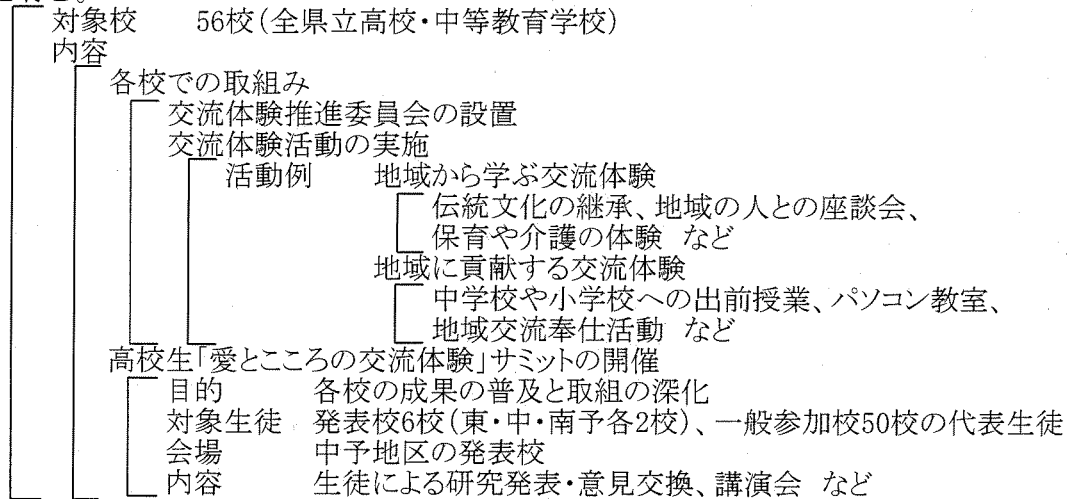 対象校 56校(全県立高校・中等教育学校)
内容
各校での取組み
交流体験推進委員会の設置
交流体験活動の実施
活動例 地域から学ぶ交流体験
伝統文化の継承、地域の人との座談会、
保育や介護の体験 など
地域に貢献する交流体験
中学校や小学校への出前授業、パソコン教室、
地域交流奉仕活動 など
高校生「愛とこころの交流体験」サミットの開催
目的 各校の成果の普及と取組の深化
対象生徒 発表校6校(東・中・南予各2校)、一般参加校50校の代表生徒
会場 中予地区の発表校
内容 生徒による研究発表・意見交換、講演会 など